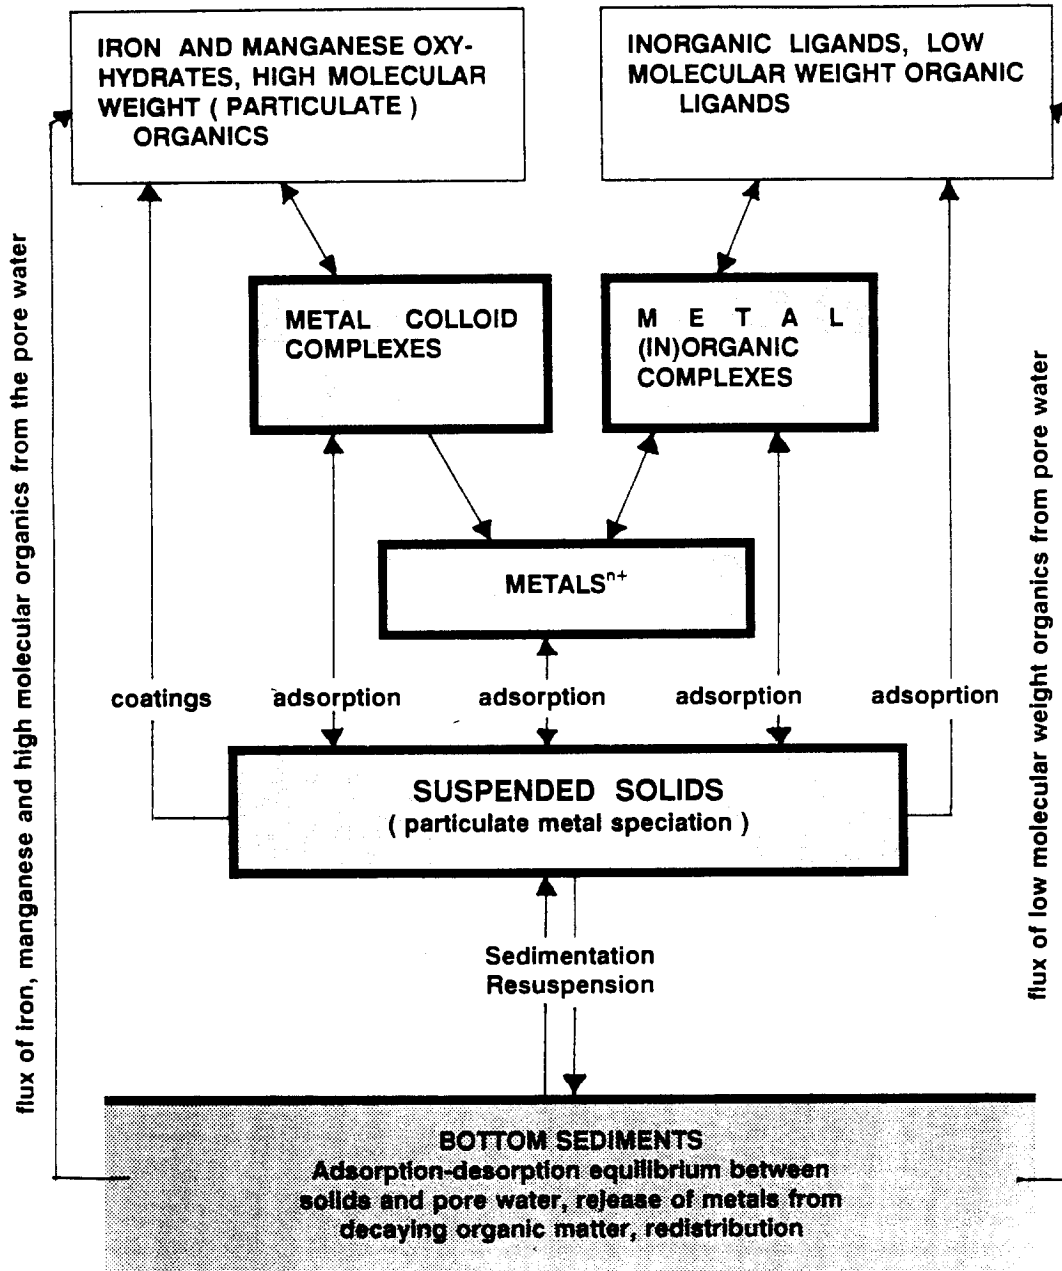 IRON AND MANGANESE OXY-
HYDRATES, HIGH MOLECULAR
WEIGHT ( PARTICULATE )
ORGANICS
INORGANIC LIGANDS, LOW
MOLECULAR WEIGHT ORGANIC
LIGANDS
METAL COLLOID
COMPLEXES
M E T A L
(IN)ORGANIC
COMPLEXES
METALSⁿ⁺
coatings
adsorption
adsorption
adsorption
adsoprtion
SUSPENDED SOLIDS
( particulate metal speciation )
Sedimentation
Resuspension
BOTTOM SEDIMENTS
Adsorption-desorption equilibrium between
solids and pore water, release of metals from
decaying organic matter, redistribution
flux of iron, manganese and high molecular organics from the pore water
flux of low molecular weight organics from pore water